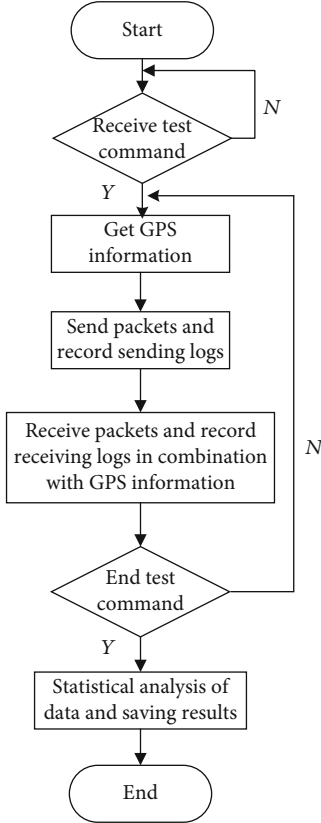 Start
N
Receive test
command
Y
Get GPS
information
Send packets and
record sending logs
Receive packets and record
receiving logs in combination
with GPS information
N
End test
command
Y
Statistical analysis of
data and saving results
End